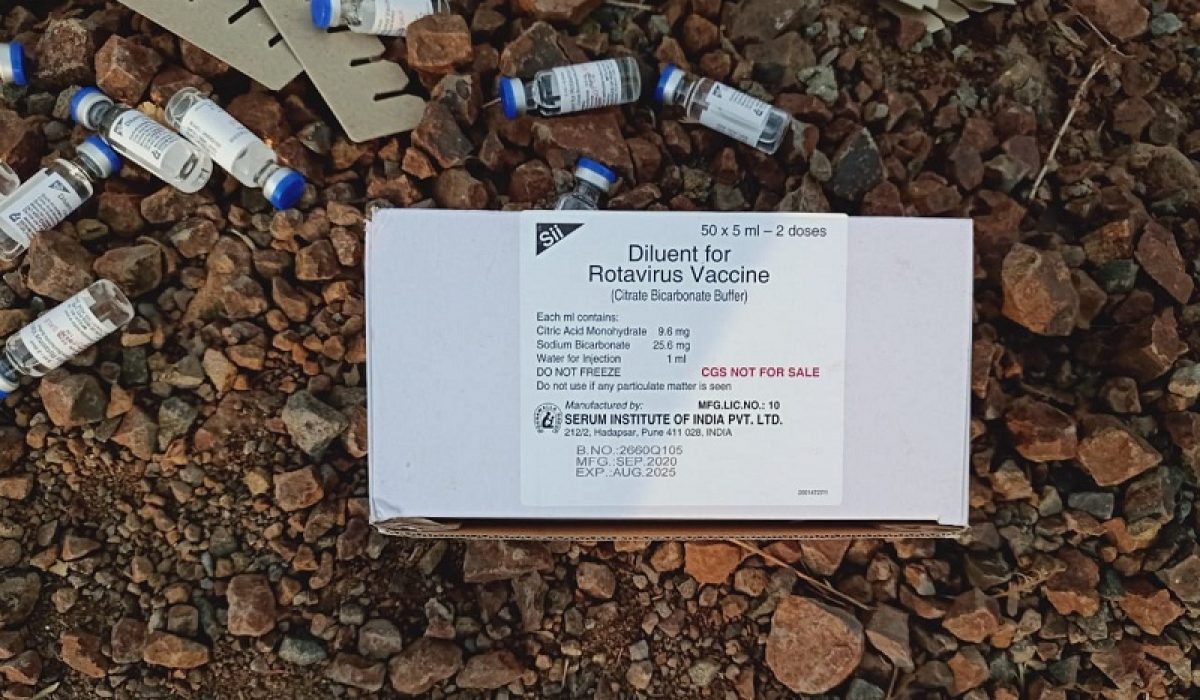 Diluent
SiI
50 x 5 ml – 2 doses
Diluent for
Rotavirus Vaccine
(Citrate Bicarbonate Buffer)
Each ml contains:
Citric Acid Monohydrate 9.6 mg
Sodium Bicarbonate 25.6 mg
Water for Injection 1 ml
DO NOT FREEZE
CGS NOT FOR SALE
Do not use if any particulate matter is seen
Manufactured by:
MFG.LIC.NO.: 10
SERUM INSTITUTE OF INDIA PVT. LTD.
212/2, Hadapsar, Pune 411 028, INDIA
B.NO.:2660Q105
MFG.:SEP.2020
EXP.:AUG.2025